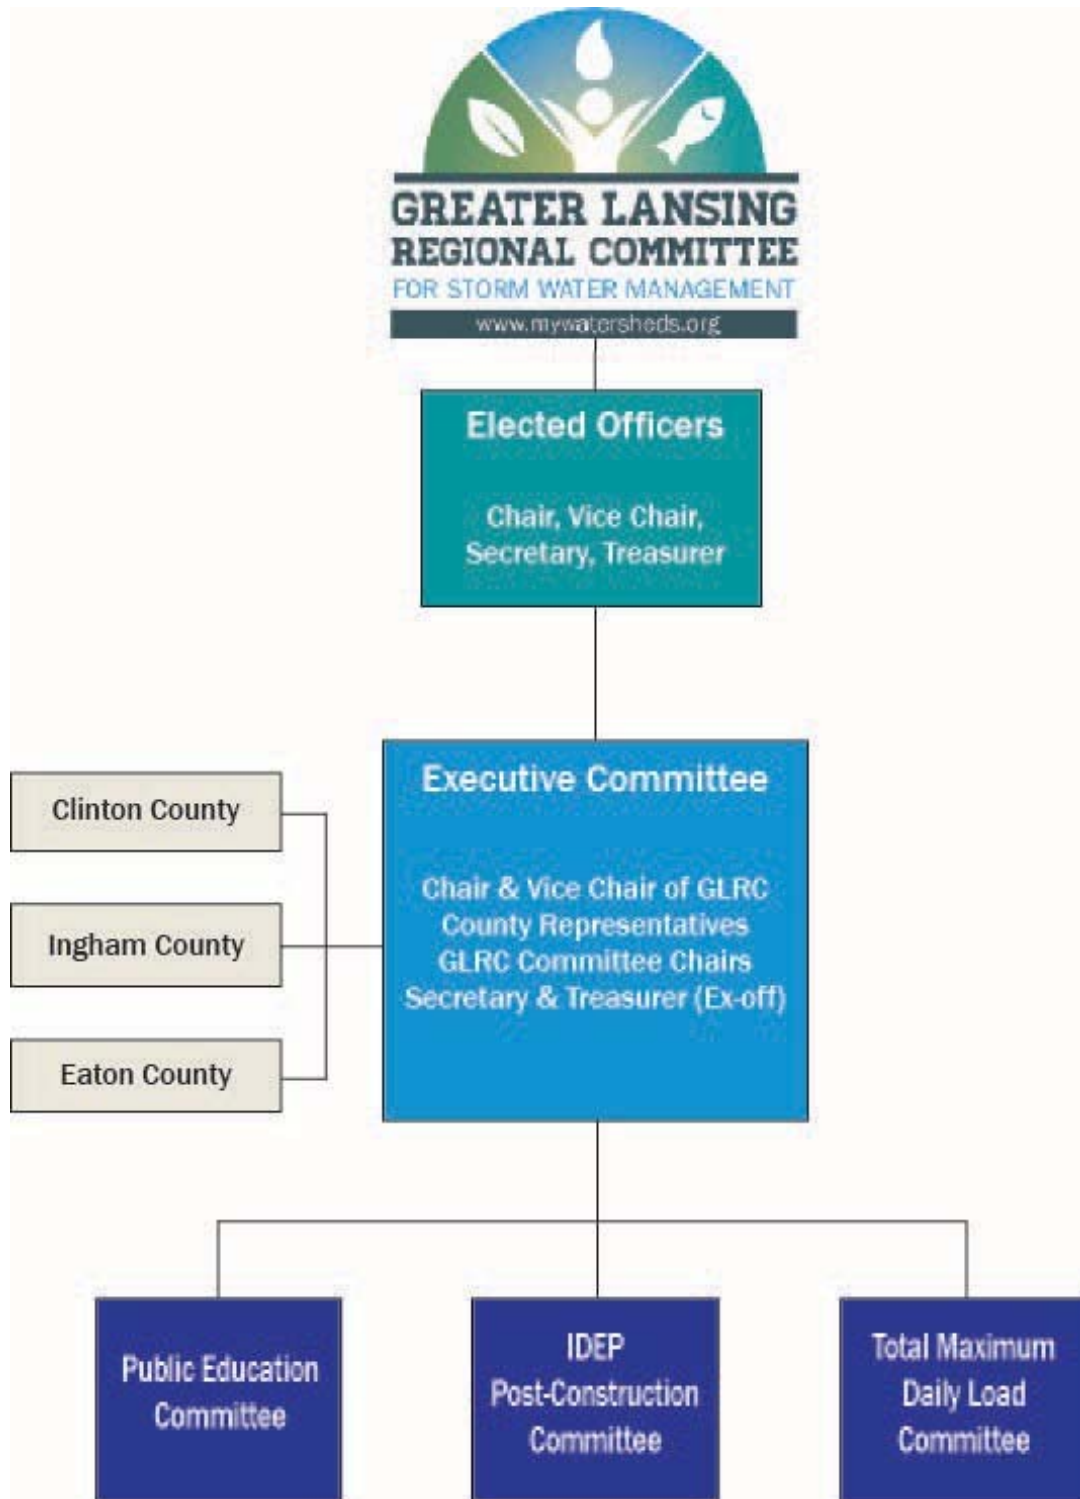 GREATER LANSING
REGIONAL COMMITTEE
FOR STORM WATER MANAGEMENT
www.mywatersheds.org
Elected Officers
Chair, Vice Chair,
Secretary, Treasurer
Executive Committee
Chair & Vice Chair of GLRC
County Representatives
GLRC Committee Chairs
Secretary & Treasurer (Ex-off)
Clinton County
Ingham County
Eaton County
Public Education
Committee
IDEP
Post-Construction
Committee
Total Maximum
Daily Load
Committee